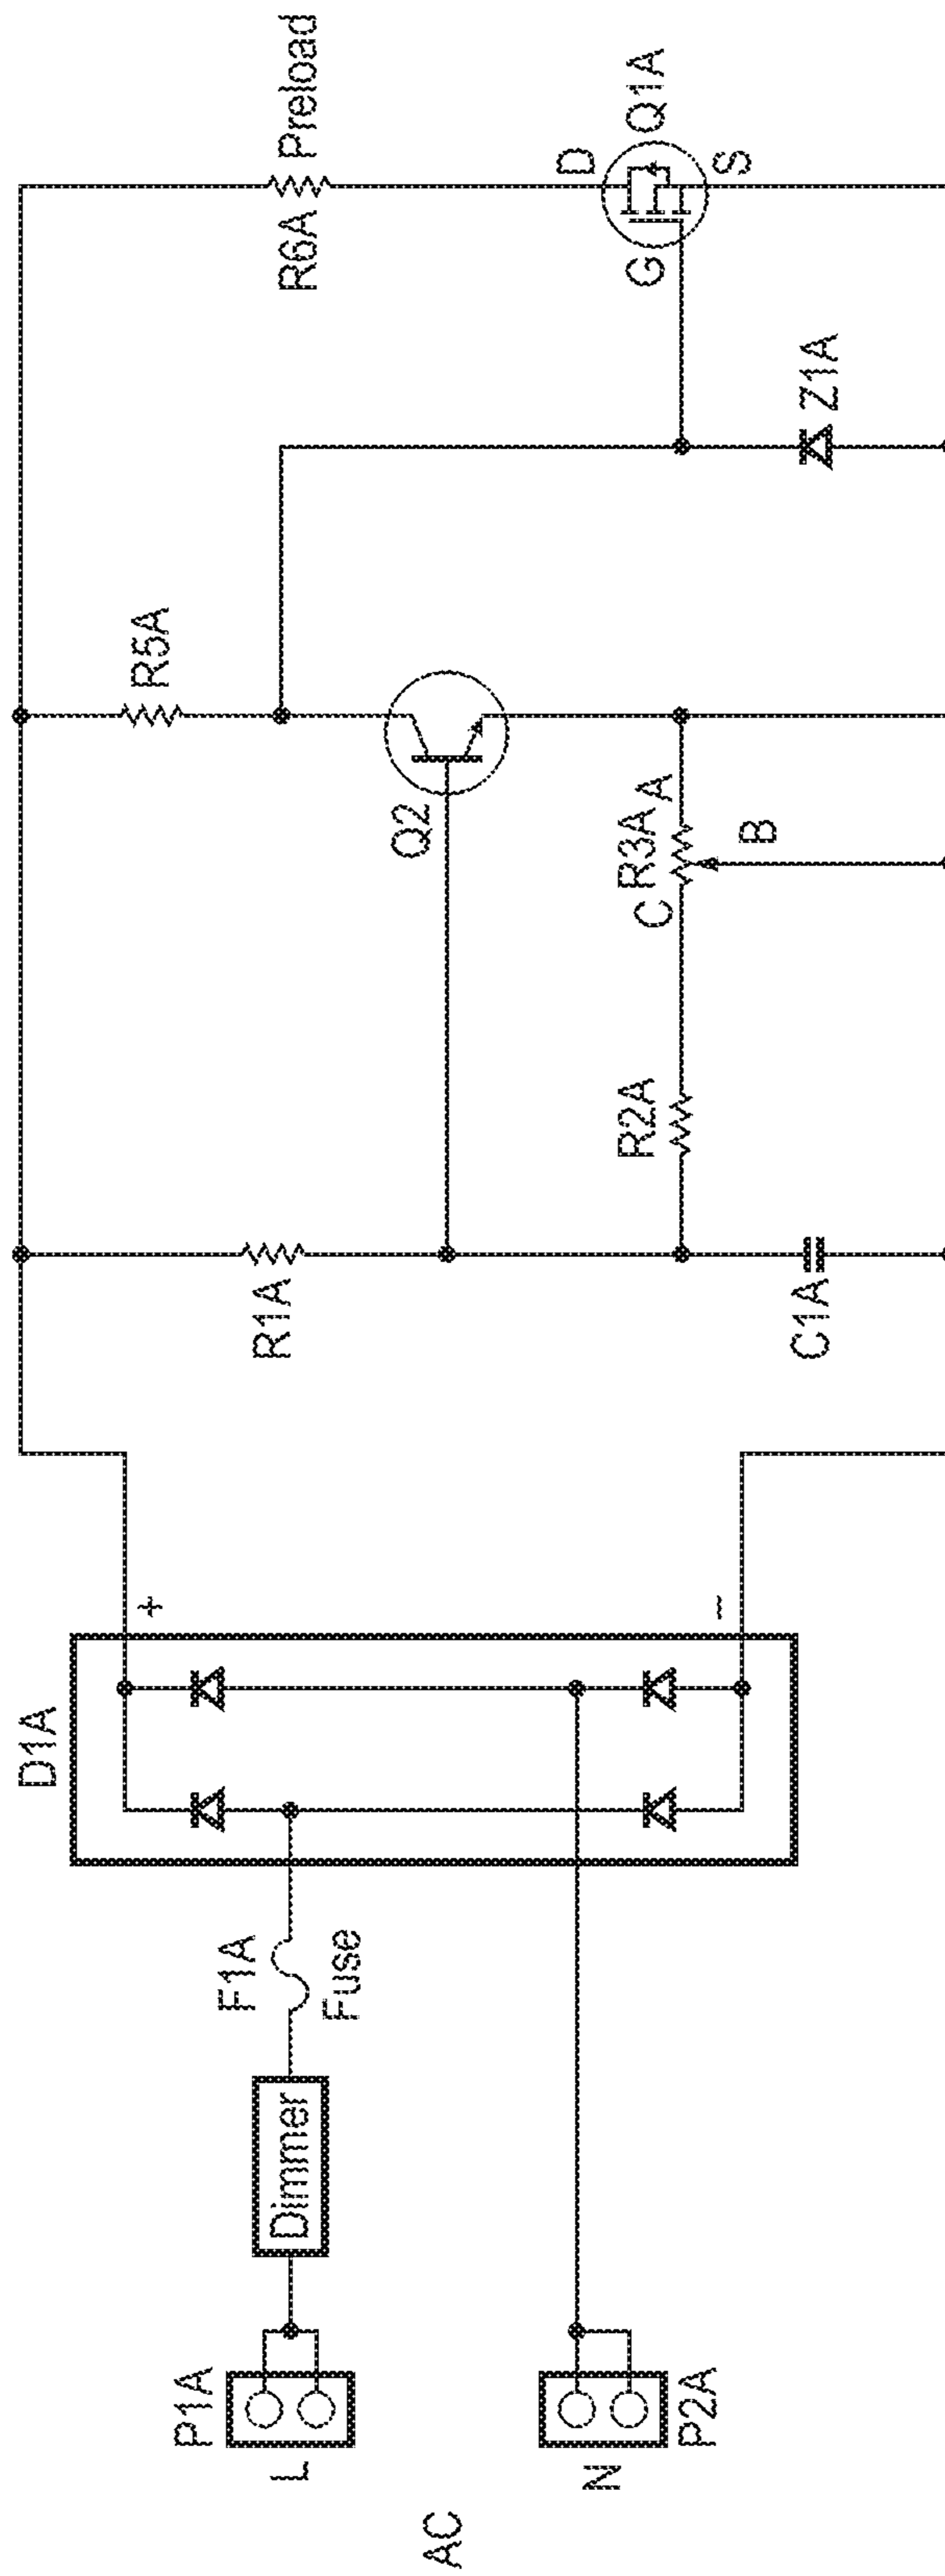 AC
L
P1A
N
P2A
Dimmer
F1A
Fuse
D1A
+
−
R1A
C1A
R2A
Q2
R5A
C
R3A
A
B
Z1A
R6A
Preload
G
D
Q1A
S